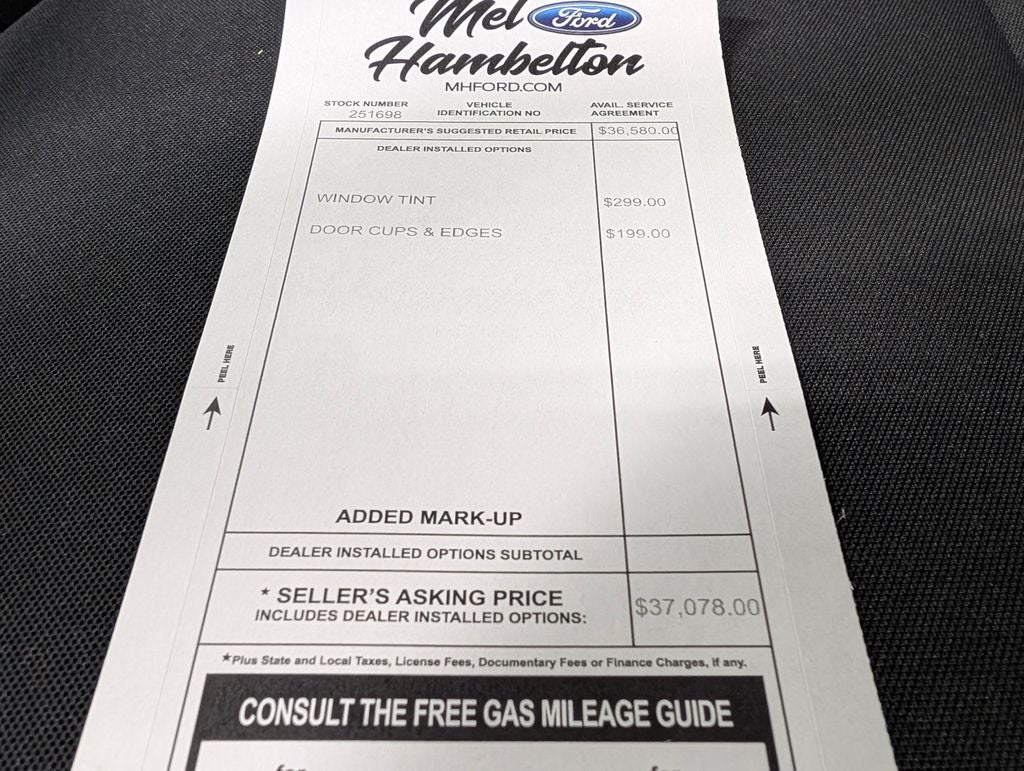 Mel Ford
Hambelton
MHFORD.COM
STOCK NUMBER
251698
VEHICLE
IDENTIFICATION NO
AVAIL. SERVICE
AGREEMENT
MANUFACTURER'S SUGGESTED RETAIL PRICE $36,580.00
DEALER INSTALLED OPTIONS
WINDOW TINT $299.00
DOOR CUPS & EDGES $199.00
PEEL HERE
PEEL HERE
ADDED MARK-UP
DEALER INSTALLED OPTIONS SUBTOTAL
* SELLER'S ASKING PRICE
INCLUDES DEALER INSTALLED OPTIONS:
$37,078.00
*Plus State and Local Taxes, License Fees, Documentary Fees or Finance Charges, if any.
CONSULT THE FREE GAS MILEAGE GUIDE
for for